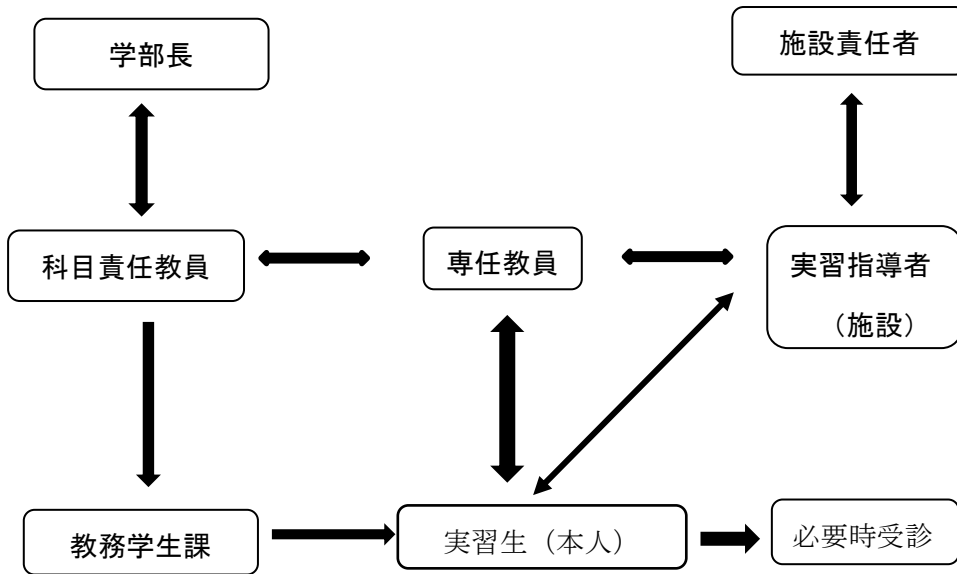 学部長
施設責任者
科目責任教員
専任教員
実習指導者
（施設）
教務学生課
実習生（本人）
必要時受診